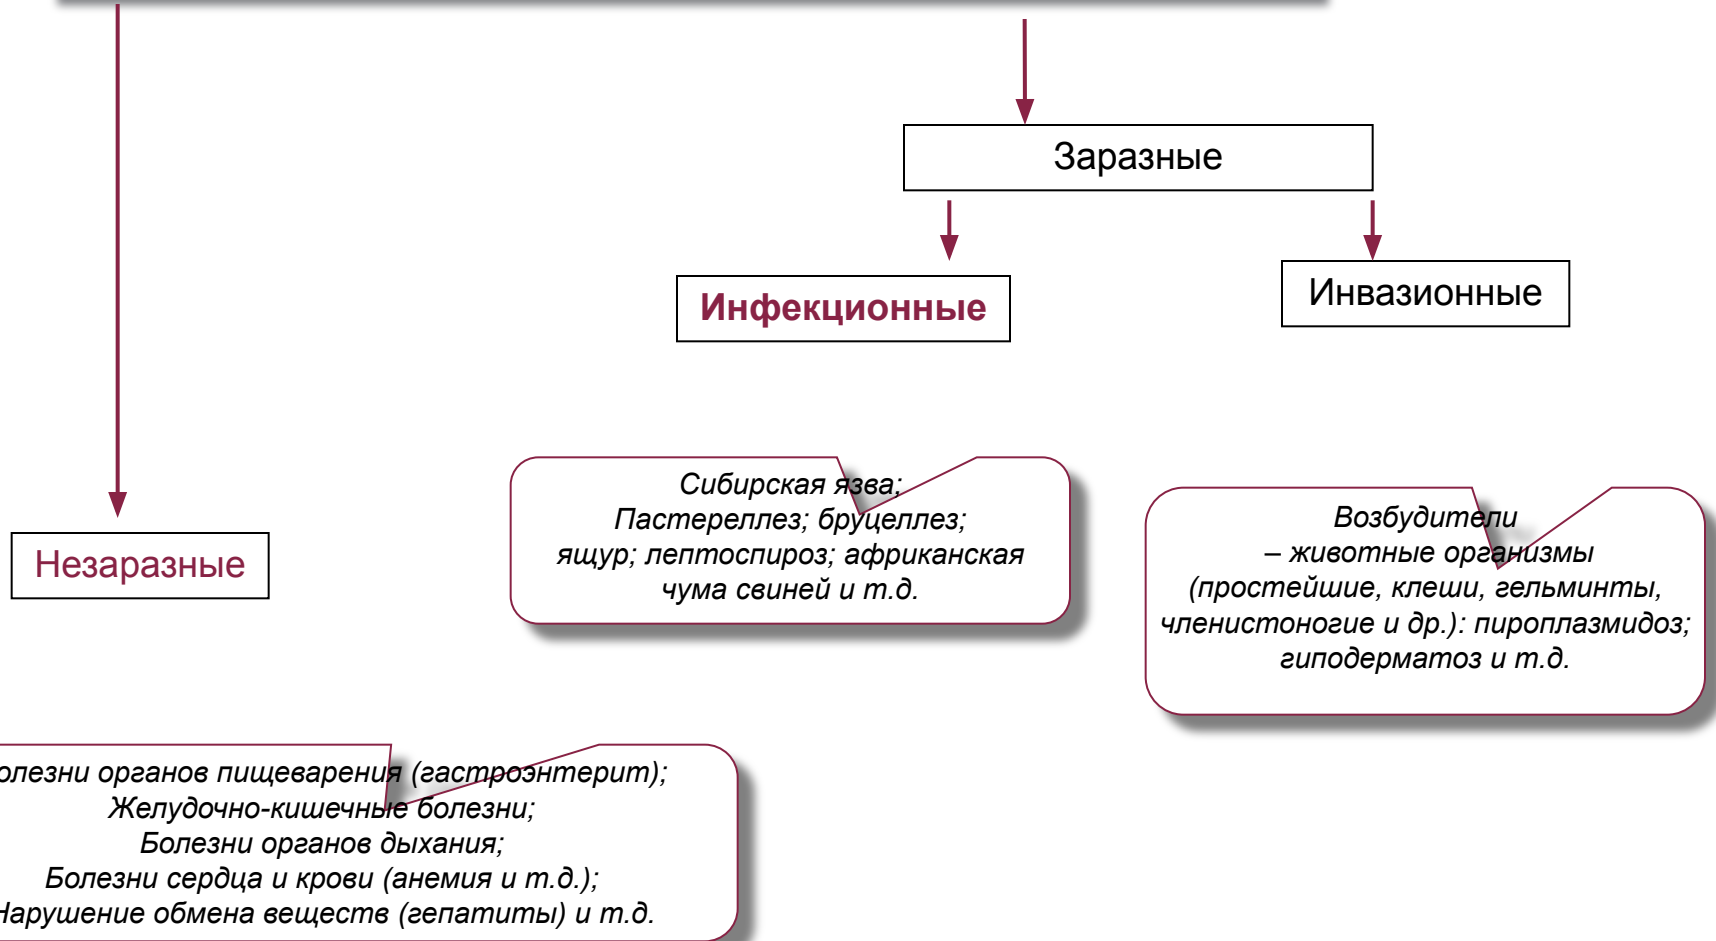 Заразные
Инфекционные
Инвазионные
Незаразные
Сибирская язва;
Пастереллез; бруцеллез;
ящур; лептоспироз; африканская
чума свиней и т.д.
Возбудители
– животные организмы
(простейшие, клеши, гельминты,
членистоногие и др.): пироплазмидоз;
гиподерматоз и т.д.
олезни органов пищеварения (гастроэнтерит);
Желудочно-кишечные болезни;
Болезни органов дыхания;
Болезни сердца и крови (анемия и т.д.);
Нарушение обмена веществ (гепатиты) и т.д.